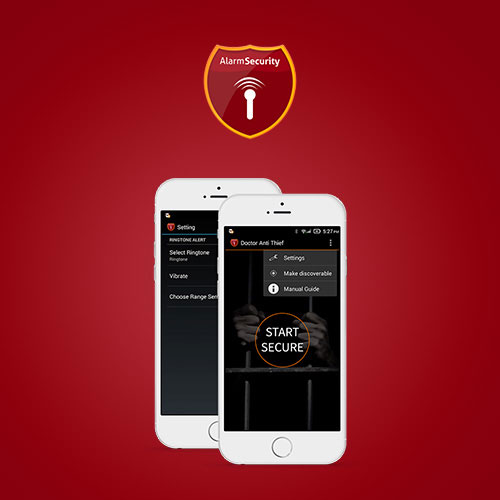 AlarmSecurity
Setting
RINGTONE ALERT
Select Ringtone
Ringtone
Vibrate
Choose Range
5:27
Doctor Anti Thief
Settings
Make discoverable
Manual Guide
START
SECURE